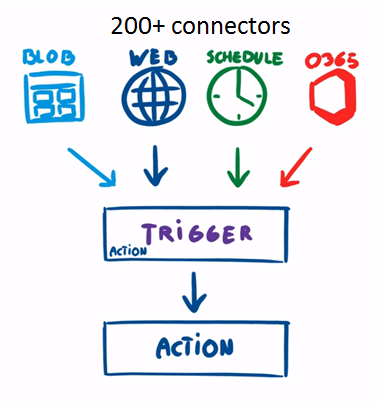 200+ connectors
BLOB
WEB
SCHEDULE
O365
TRIGGER
ACTION
ACTION